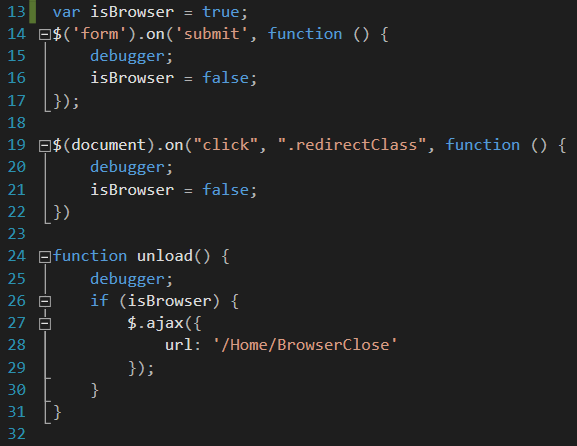 13 var isBrowser = true;
14 $('form').on('submit', function () {
15     debugger;
16     isBrowser = false;
17 });
18
19 $(document).on("click", ".redirectClass", function () {
20     debugger;
21     isBrowser = false;
22 })
23
24 function unload() {
25     debugger;
26     if (isBrowser) {
27         $.ajax({
28             url: '/Home/BrowserClose'
29         });
30     }
31 }
32